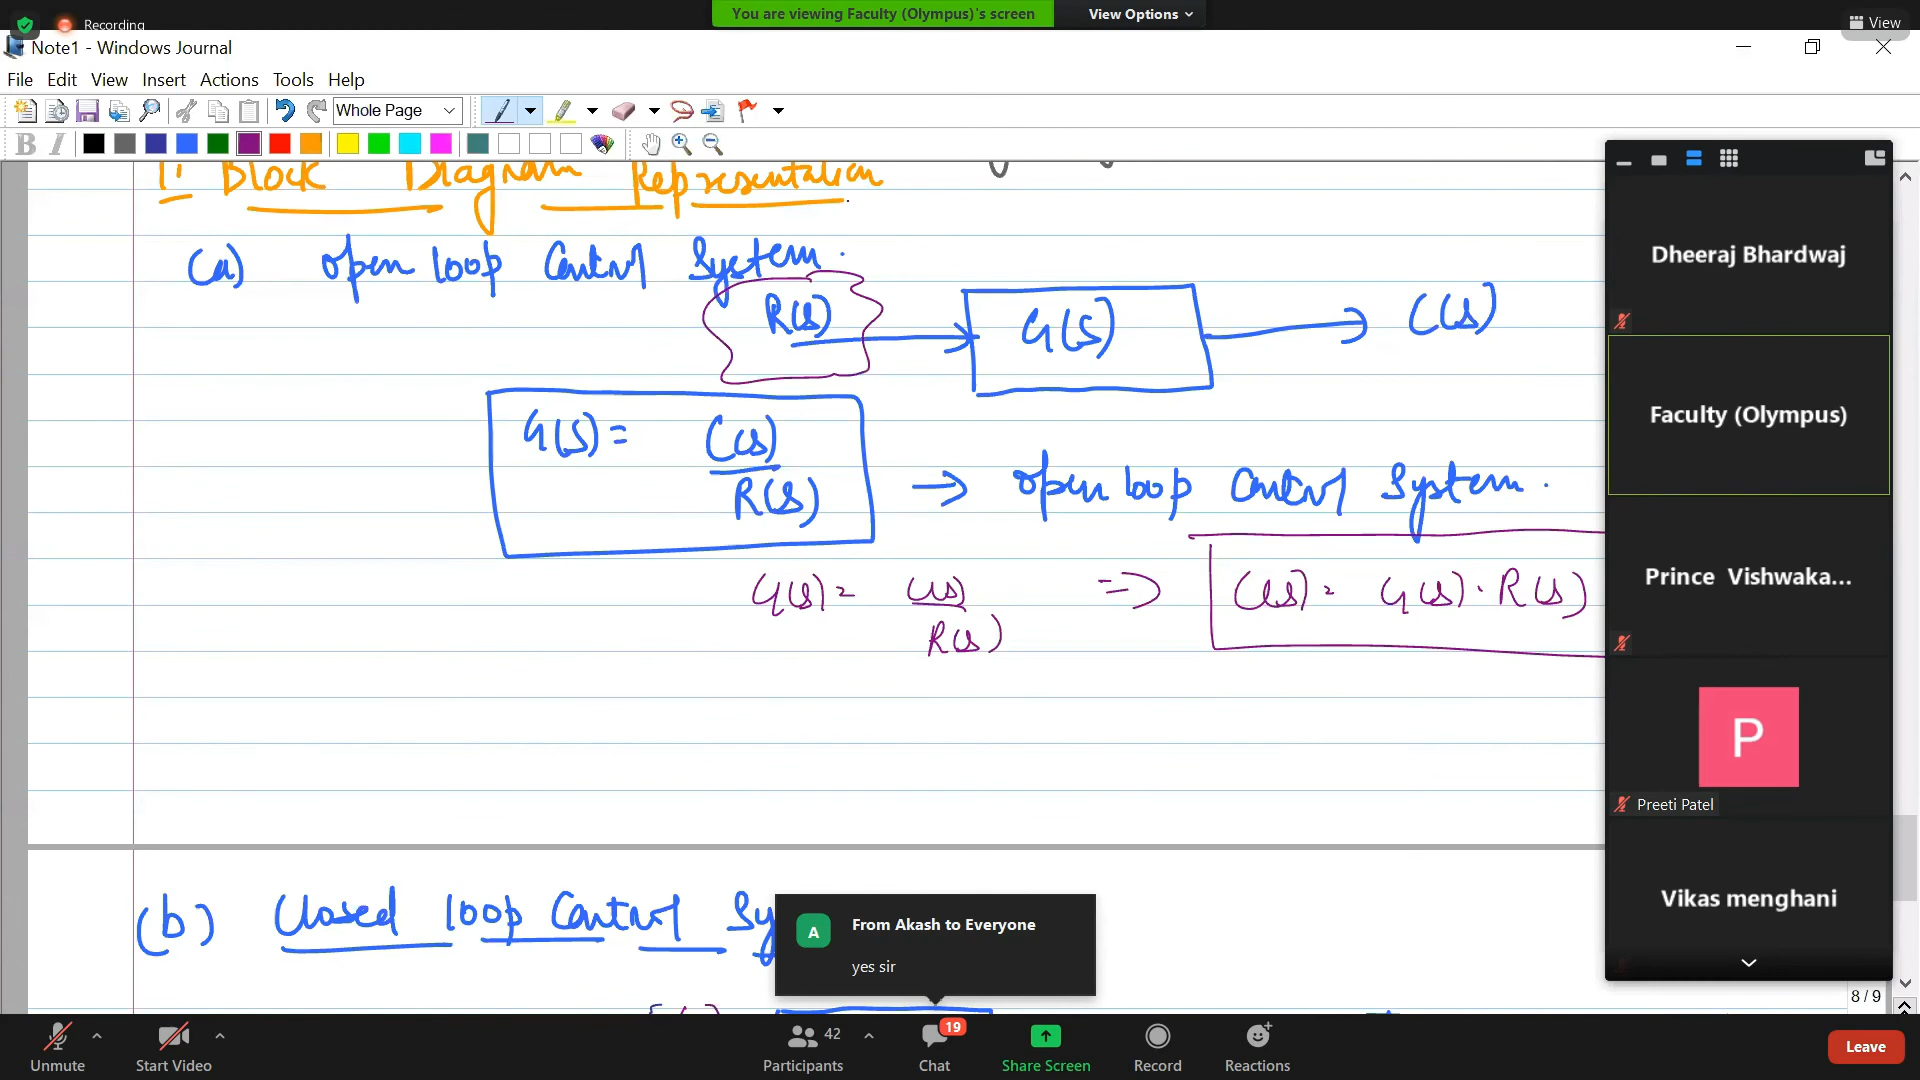 Recording
You are viewing Faculty (Olympus)'s screen
View Options
View
Note1 - Windows Journal
File Edit View Insert Actions Tools Help
Whole Page
B I
1. Block Diagram Representation
(a) open loop Control System.
R(s) G(s) C(s)
G(s) = C(s)
R(s)
→ open loop Control System.
G(s) = C(s) => C(s) = G(s) . R(s)
R(s)
(b) Closed loop Control Sy
Dheeraj Bhardwaj
Faculty (Olympus)
Prince Vishwaka...
P
Preeti Patel
Vikas menghani
A
From Akash to Everyone
yes sir
8 / 9
Unmute
Start Video
42
Participants
19
Chat
Share Screen
Record
Reactions
Leave